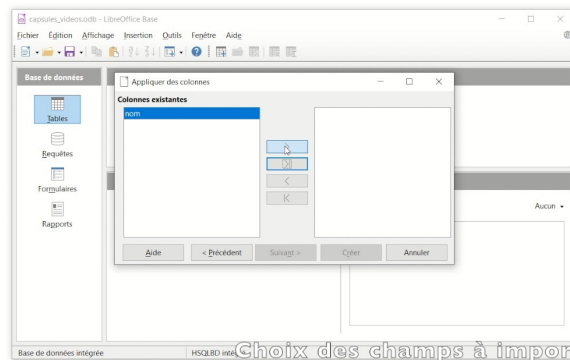 capsules_videos.odb - LibreOffice Base
Fichier Édition Affichage Insertion Outils Fenêtre Aide
Base de données
Tables
Requêtes
Formulaires
Rapports
Appliquer des colonnes
Colonnes existantes
nom
Aide
< Précédent
Suivant >
Créer
Annuler
Aucun
Base de données intégrée
HSQLBD inté
Choix des champs à impor